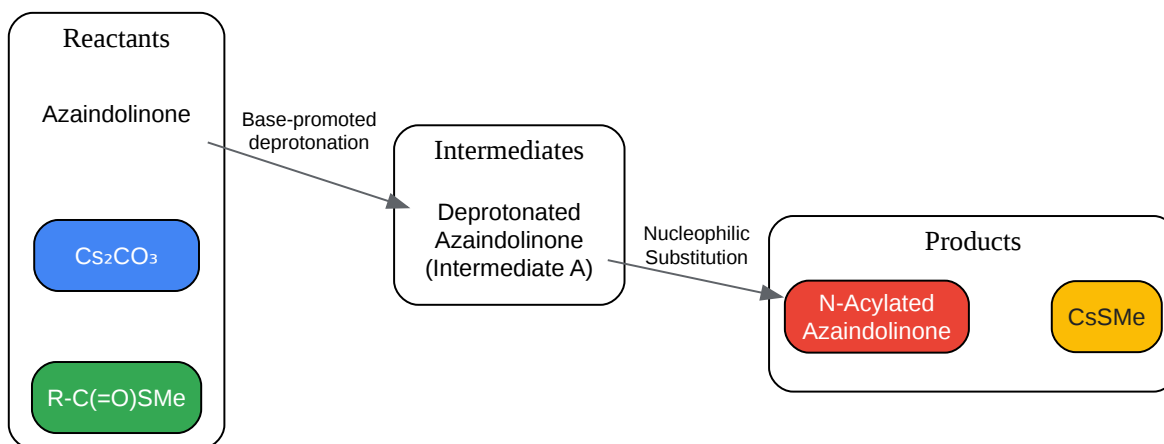 Reactants
Azaindolinone
Cs₂CO₃
R-C(=O)SMe
Base-promoted
deprotonation
Intermediates
Deprotonated
Azaindolinone
(Intermediate A)
Nucleophilic
Substitution
Products
N-Acylated
Azaindolinone
CsSMe